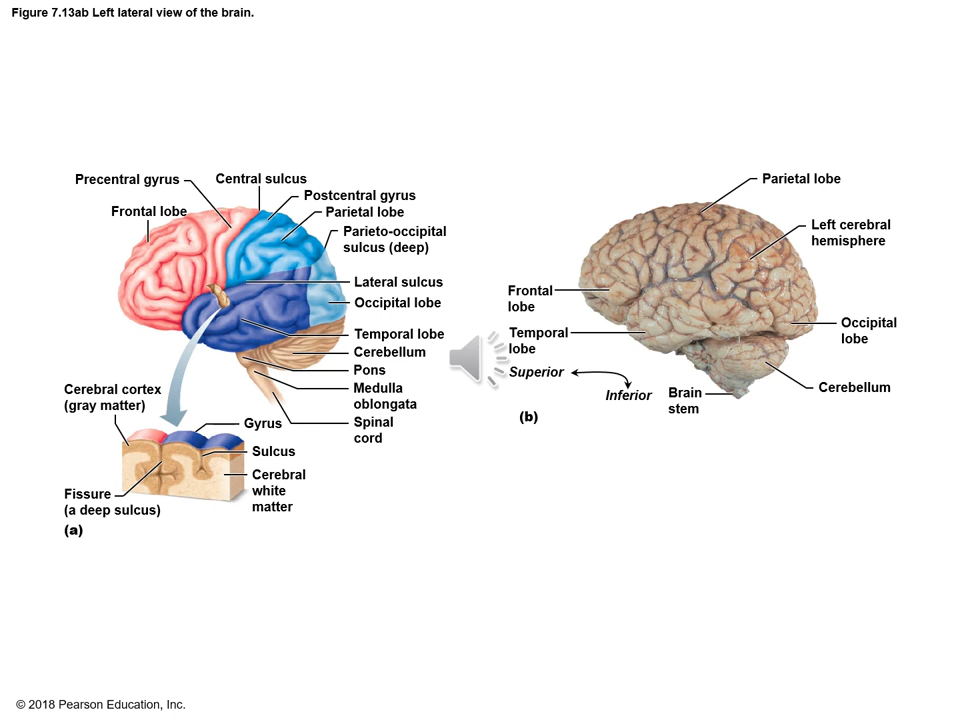 Figure 7.13ab Left lateral view of the brain.
Precentral gyrus
Central sulcus
Postcentral gyrus
Frontal lobe
Parietal lobe
Parieto-occipital
sulcus (deep)
Lateral sulcus
Occipital lobe
Temporal lobe
Cerebellum
Pons
Medulla
oblongata
Spinal
cord
Cerebral cortex
(gray matter)
Gyrus
Sulcus
Cerebral
white
matter
Fissure
(a deep sulcus)
(a)
Parietal lobe
Left cerebral
hemisphere
Frontal
lobe
Temporal
lobe
Occipital
lobe
Superior
Inferior
Brain
stem
Cerebellum
(b)
© 2018 Pearson Education, Inc.